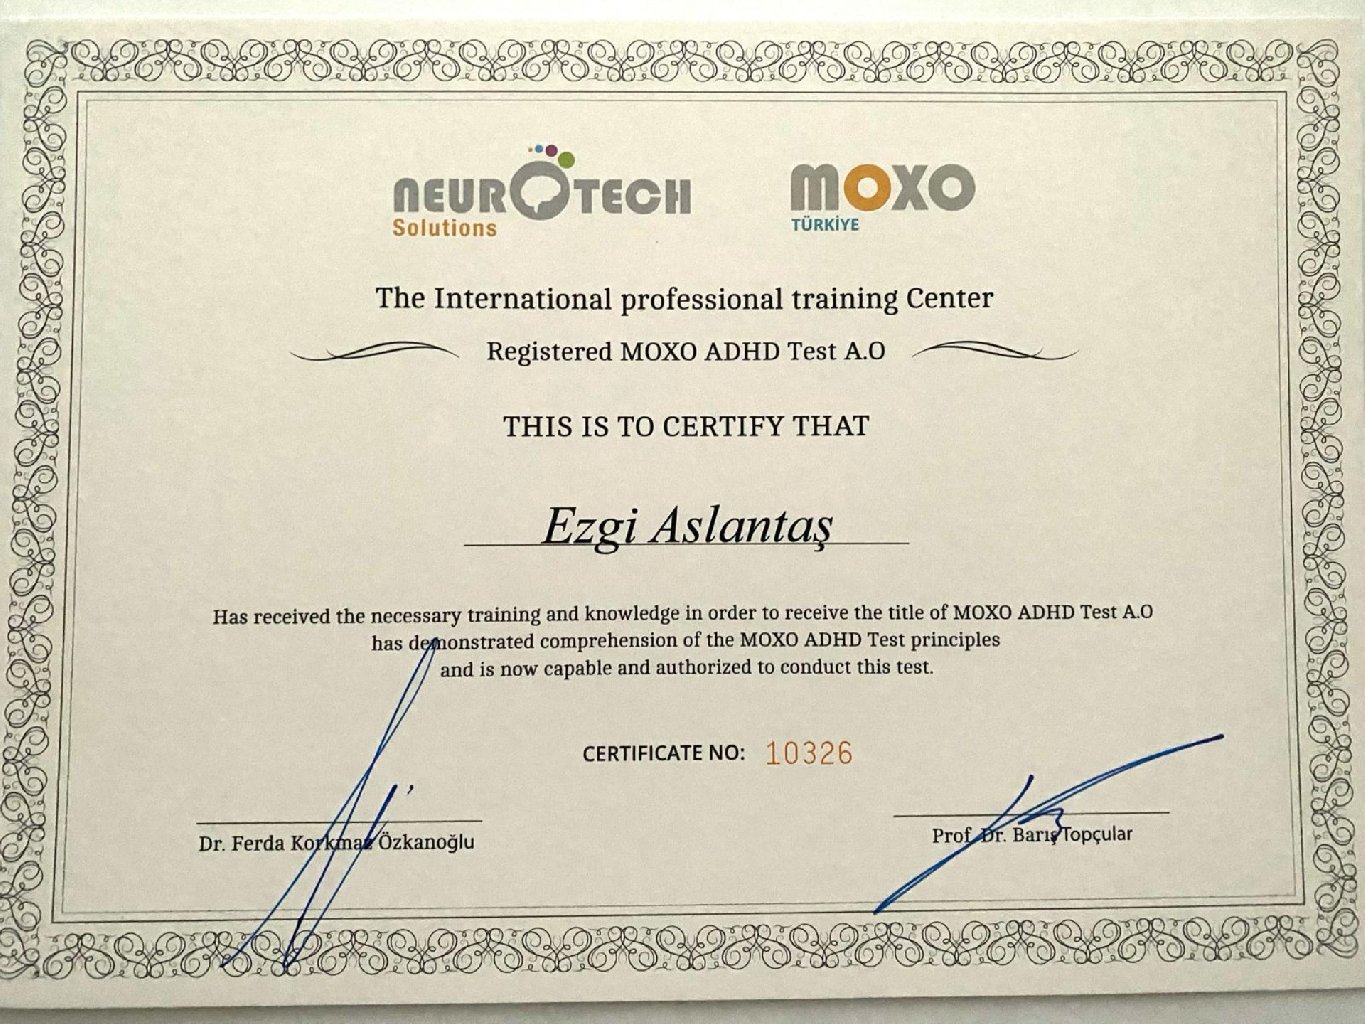 neurOTECH
Solutions
mOXO
TÜRKİYE
The International professional training Center
Registered MOXO ADHD Test A.O
THIS IS TO CERTIFY THAT
Ezgi Aslantaş
Has received the necessary training and knowledge in order to receive the title of MOXO ADHD Test A.O
has demonstrated comprehension of the MOXO ADHD Test principles
and is now capable and authorized to conduct this test.
CERTIFICATE NO: 10326
Dr. Ferda Korkmaz Özkanoğlu
Prof. Dr. Barış Topçular